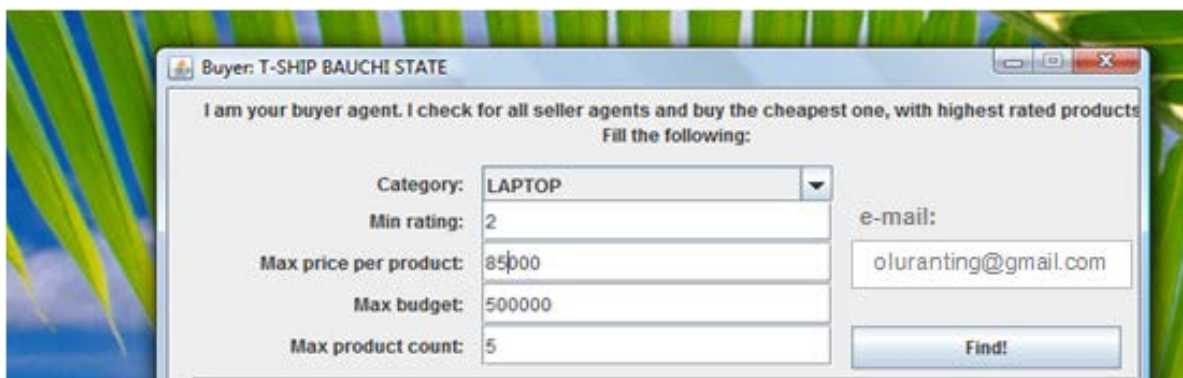 Buyer: T-SHIP BAUCHI STATE
I am your buyer agent. I check for all seller agents and buy the cheapest one, with highest rated products
Fill the following:
Category: LAPTOP
Min rating: 2
e-mail:
Max price per product: 85000
oluranting@gmail.com
Max budget: 500000
Max product count: 5
Find!